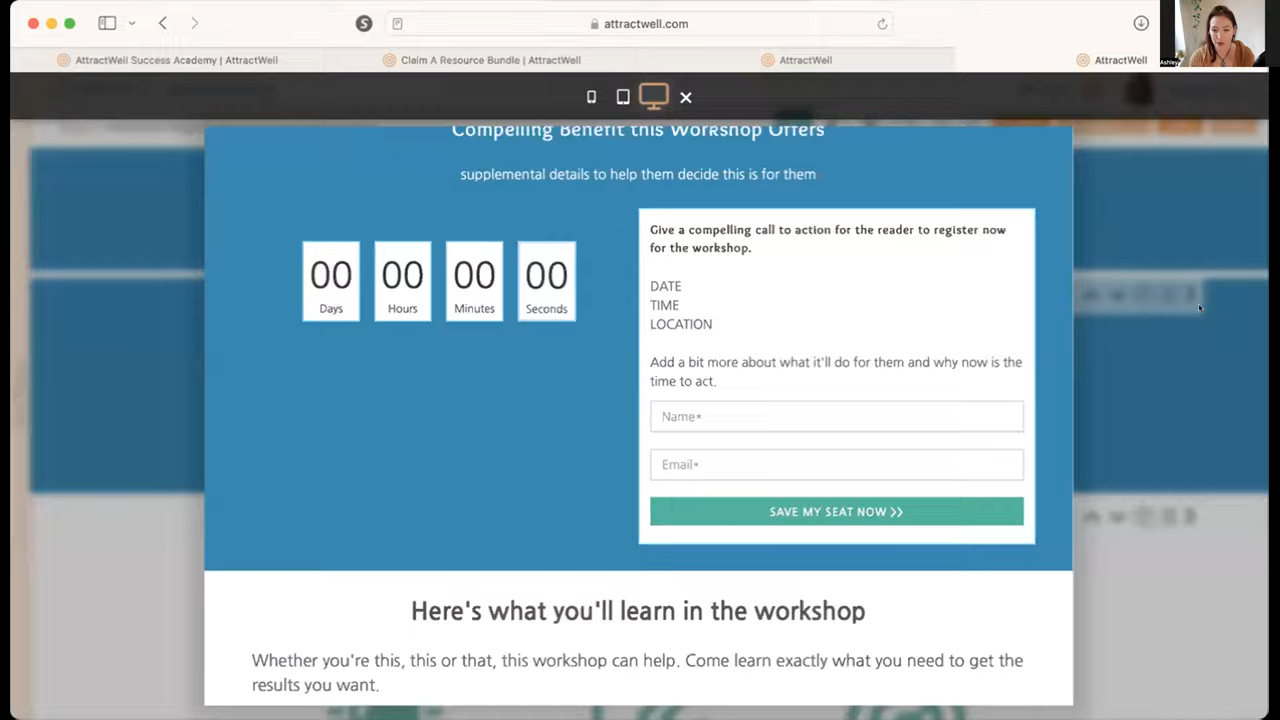 attractwell.com
AttractWell Success Academy | AttractWell
Claim A Resource Bundle | AttractWell
AttractWell
AttractWell
Ashley
Compelling Benefit this Workshop Offers
supplemental details to help them decide this is for them
00 00 00 00
Days Hours Minutes Seconds
Give a compelling call to action for the reader to register now
for the workshop.
DATE
TIME
LOCATION
Add a bit more about what it'll do for them and why now is the
time to act.
Name*
Email*
SAVE MY SEAT NOW >>
Here's what you'll learn in the workshop
Whether you're this, this or that, this workshop can help. Come learn exactly what you need to get the
results you want.